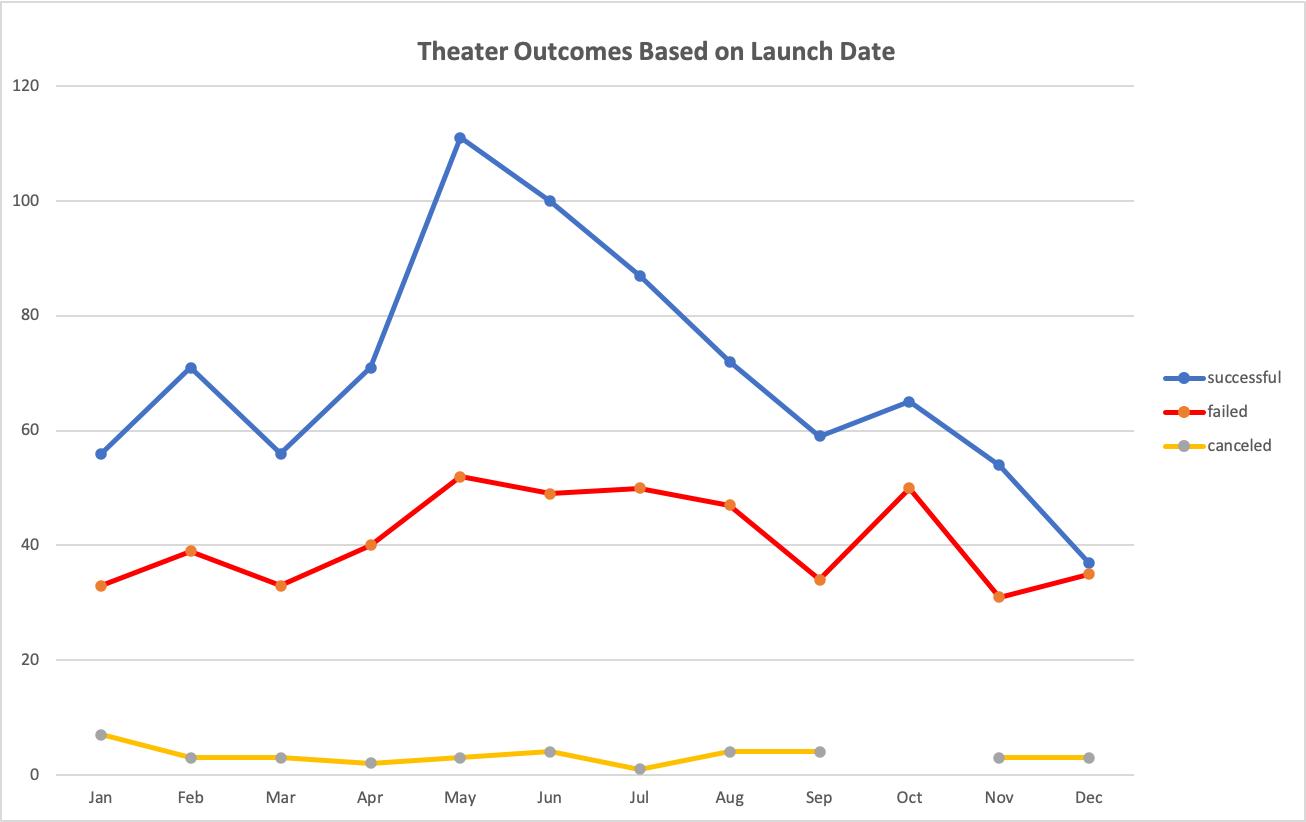 Theater Outcomes Based on Launch Date
120
100
80
60
40
20
0
Jan Feb Mar Apr May Jun Jul Aug Sep Oct Nov Dec
successful
failed
canceled